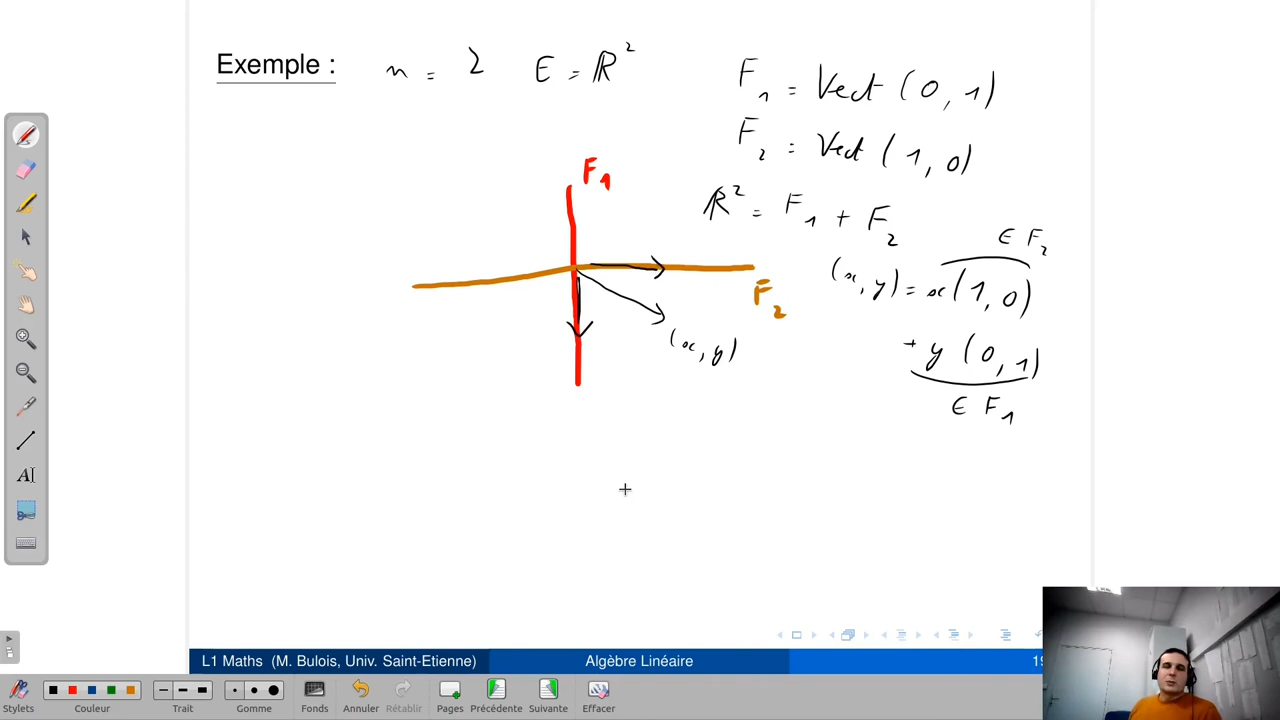 Exemple : n = 2 E = ℝ²
F₁ = Vect (0, 1)
F₂ = Vect (1, 0)
F₁
ℝ² = F₁ + F₂
∈ F₂
(x, y) = x(1, 0)
F₂
+ y (0, 1)
(x, y)
∈ F₁
AI
L1 Maths (M. Bulois, Univ. Saint-Etienne) Algèbre Linéaire 19
Stylets Couleur Trait Gomme Fonds Annuler Rétablir Pages Précédente Suivante Effacer